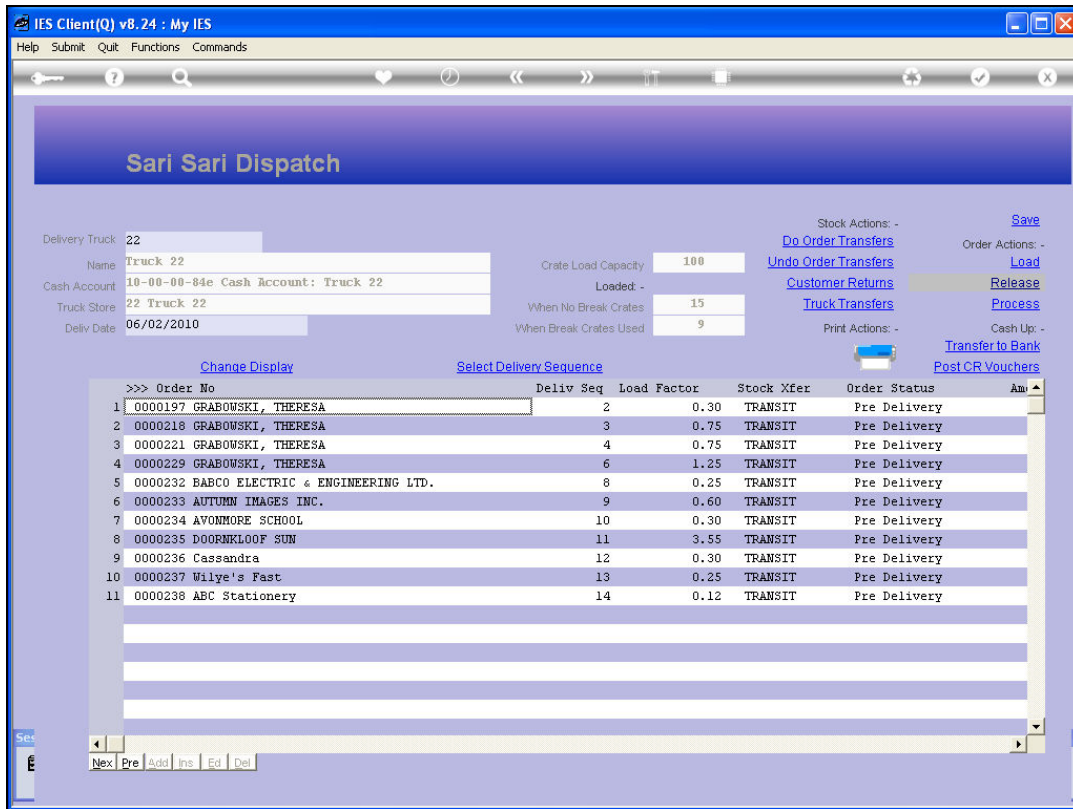 IES Client(Q) v8.24 : My IES
Help Submit Quit Functions Commands
Sari Sari Dispatch
Stock Actions: - Save
Delivery Truck 22 Do Order Transfers Order Actions: -
Name Truck 22 Crate Load Capacity 100 Undo Order Transfers Load
Cash Account 10-00-00-84e Cash Account: Truck 22 Loaded: - Customer Returns Release
Truck Store 22 Truck 22 When No Break Crates 15 Truck Transfers Process
Deliv Date 06/02/2010 When Break Crates Used 9 Print Actions: - Cash Up: -
Transfer to Bank
Change Display Select Delivery Sequence Post CR Vouchers
>>> Order No Deliv Seq Load Factor Stock Xfer Order Status
1 0000197 GRABOWSKI, THERESA 2 0.30 TRANSIT Pre Delivery
2 0000218 GRABOWSKI, THERESA 3 0.75 TRANSIT Pre Delivery
3 0000221 GRABOWSKI, THERESA 4 0.75 TRANSIT Pre Delivery
4 0000229 GRABOWSKI, THERESA 6 1.25 TRANSIT Pre Delivery
5 0000232 BABCO ELECTRIC & ENGINEERING LTD. 8 0.25 TRANSIT Pre Delivery
6 0000233 AUTUMN IMAGES INC. 9 0.60 TRANSIT Pre Delivery
7 0000234 AVONMORE SCHOOL 10 0.30 TRANSIT Pre Delivery
8 0000235 DOORNKLOOF SUN 11 3.55 TRANSIT Pre Delivery
9 0000236 Cassandra 12 0.30 TRANSIT Pre Delivery
10 0000237 Wilye's Fast 13 0.25 TRANSIT Pre Delivery
11 0000238 ABC Stationery 14 0.12 TRANSIT Pre Delivery
Nex Pre Add Ins Ed Del